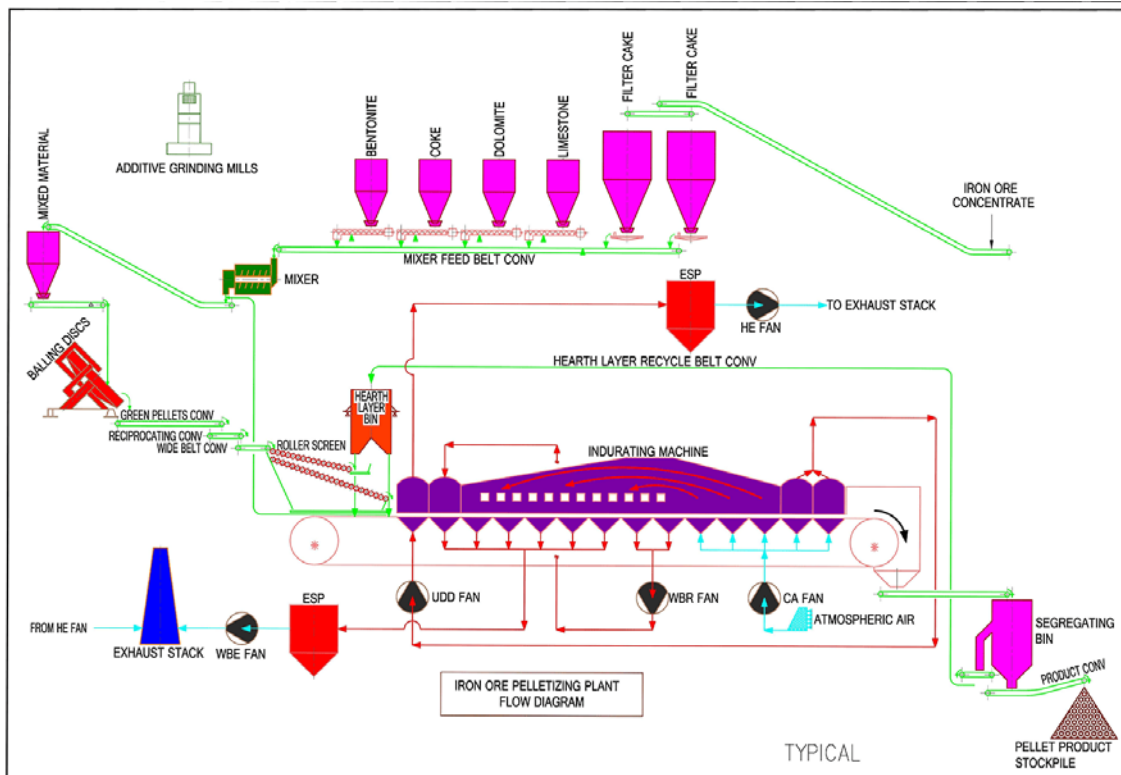 FILTER CAKE
FILTER CAKE
BENTONITE
COKE
DOLOMITE
LIMESTONE
MIXED MATERIAL
ADDITIVE GRINDING MILLS
IRON ORE
CONCENTRATE
MIXER FEED BELT CONV
MIXER
ESP
HE FAN
TO EXHAUST STACK
BALLING DISCS
HEARTH LAYER RECYCLE BELT CONV
HEARTH
LAYER
BIN
GREEN PELLETS CONV
RECIPROCATING CONV
WIDE BELT CONV
ROLLER SCREEN
INDURATING MACHINE
UDD FAN
WBR FAN
CA FAN
ATMOSPHERIC AIR
ESP
FROM HE FAN
EXHAUST STACK
WBE FAN
SEGREGATING
BIN
PRODUCT CONV
IRON ORE PELLETIZING PLANT
FLOW DIAGRAM
TYPICAL
PELLET PRODUCT
STOCKPILE